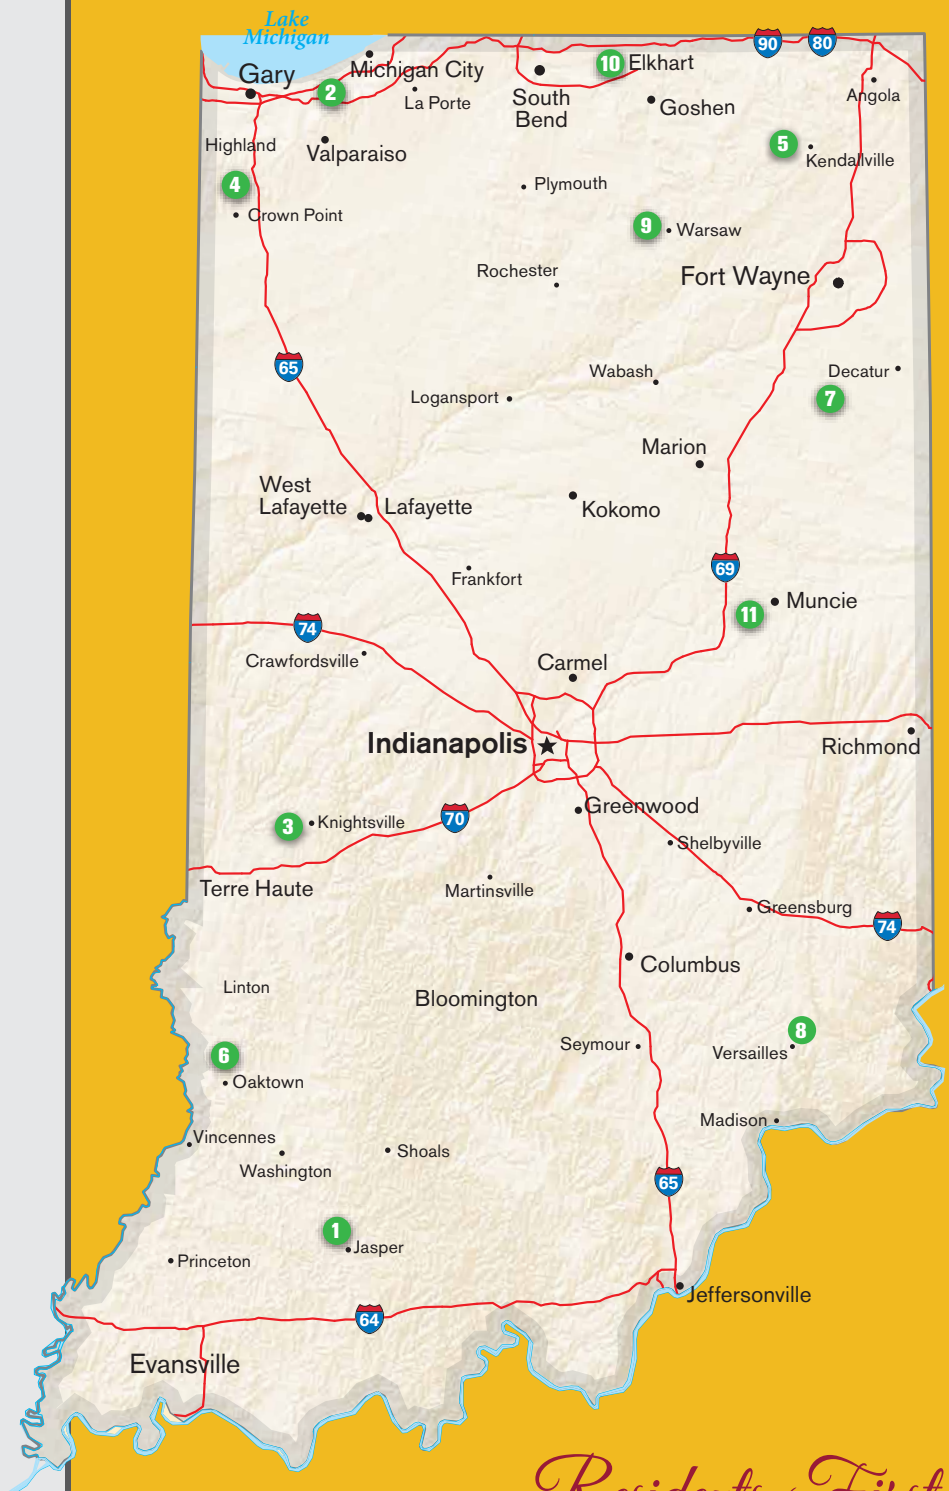 Lake
Michigan
90
80
Michigan City
10
Elkhart
Gary
2
La Porte
South
Bend
Goshen
Angola
Highland
Valparaiso
5
Kendallville
4
Plymouth
Crown Point
9
Warsaw
Rochester
Fort Wayne
65
Wabash
Decatur
Logansport
7
Marion
West
Lafayette
Lafayette
Kokomo
69
Frankfort
11
Muncie
74
Crawfordsville
Carmel
Indianapolis
Richmond
Greenwood
3
Knightsville
70
Shelbyville
Terre Haute
Martinsville
Greensburg
74
Columbus
Linton
Bloomington
8
Seymour
Versailles
6
Oaktown
Madison
Vincennes
Shoals
Washington
65
1
Jasper
Princeton
Jeffersonville
64
Evansville